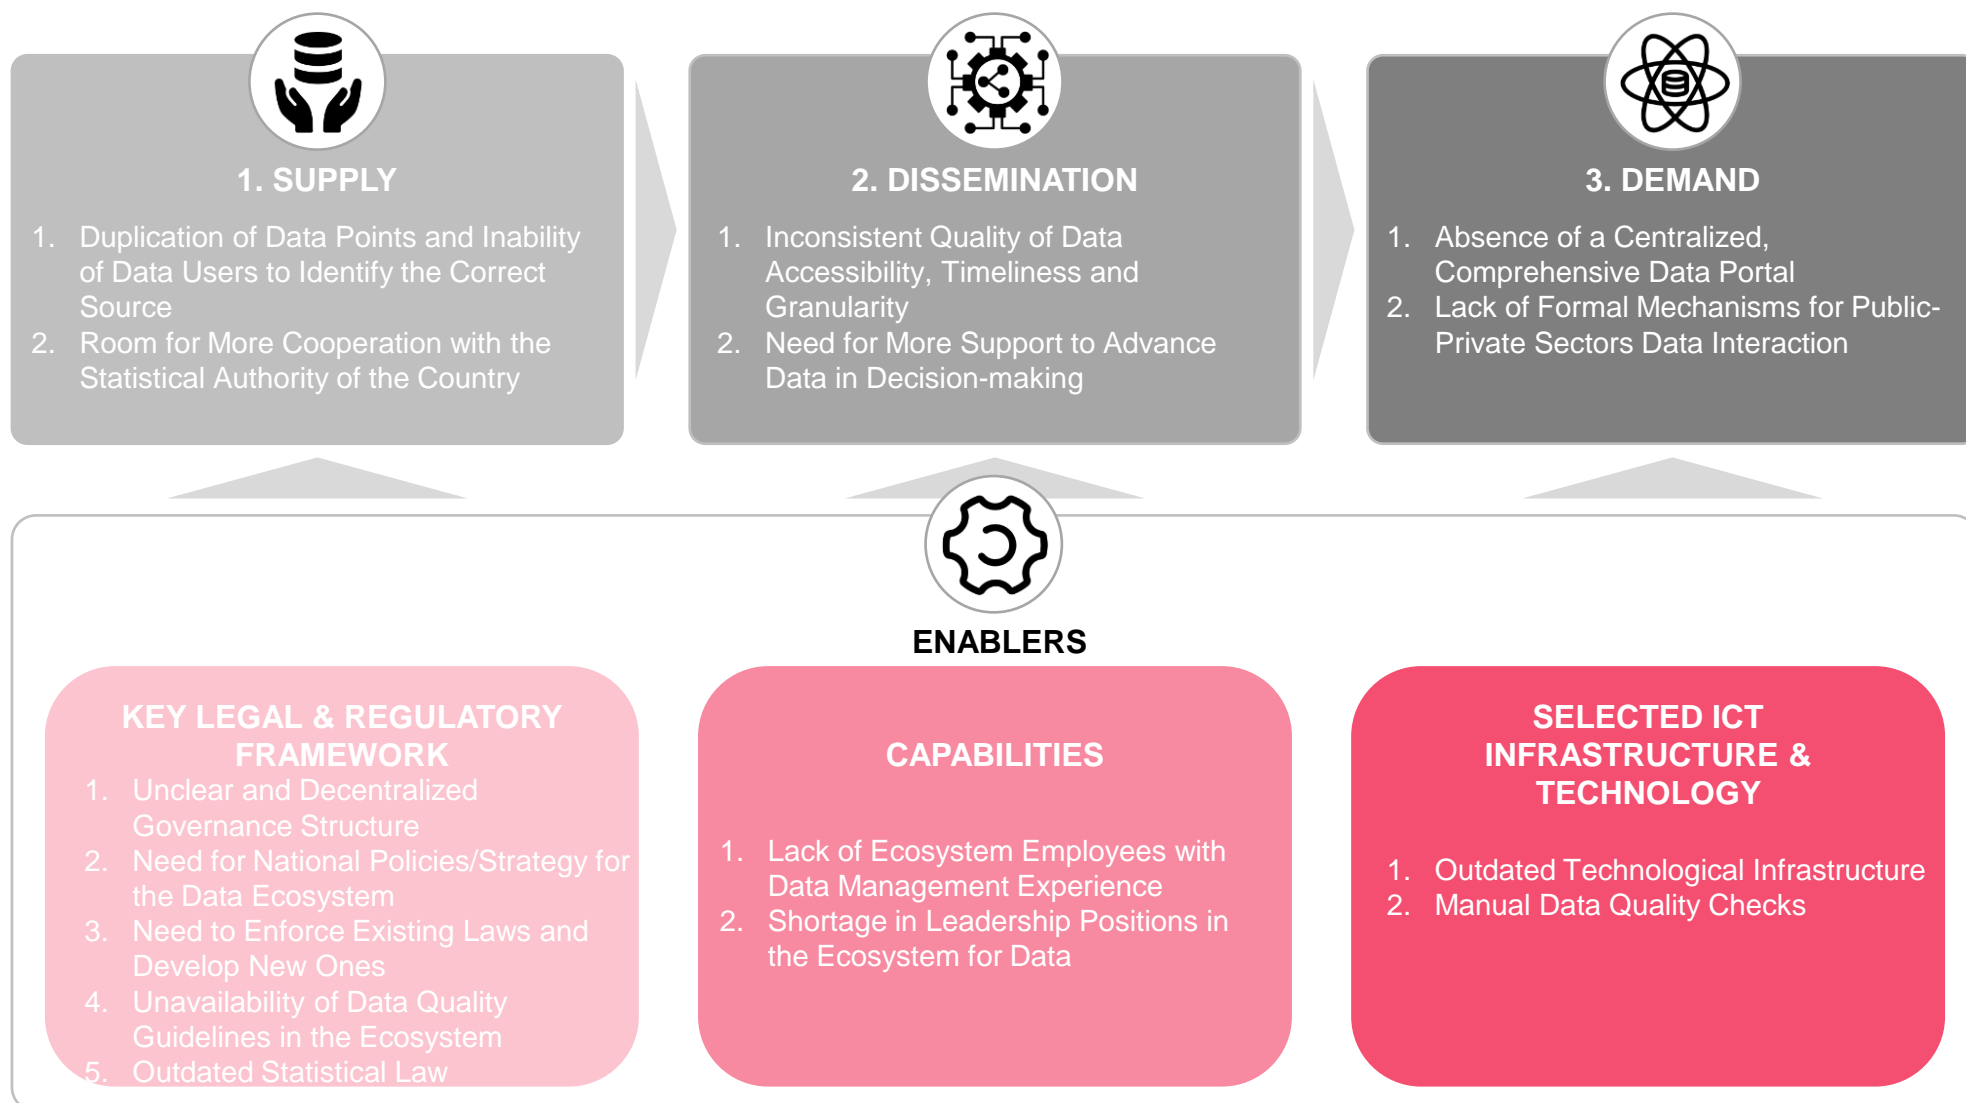 1. SUPPLY
1. Duplication of Data Points and Inability
of Data Users to Identify the Correct
Source
2. Room for More Cooperation with the
Statistical Authority of the Country
2. DISSEMINATION
1. Inconsistent Quality of Data
Accessibility, Timeliness and
Granularity
2. Need for More Support to Advance
Data in Decision-making
3. DEMAND
1. Absence of a Centralized,
Comprehensive Data Portal
2. Lack of Formal Mechanisms for Public-
Private Sectors Data Interaction
ENABLERS
KEY LEGAL & REGULATORY
FRAMEWORK
1. Unclear and Decentralized
Governance Structure
2. Need for National Policies/Strategy for
the Data Ecosystem
3. Need to Enforce Existing Laws and
Develop New Ones
4. Unavailability of Data Quality
Guidelines in the Ecosystem
5. Outdated Statistical Law
CAPABILITIES
1. Lack of Ecosystem Employees with
Data Management Experience
2. Shortage in Leadership Positions in
the Ecosystem for Data
SELECTED ICT
INFRASTRUCTURE &
TECHNOLOGY
1. Outdated Technological Infrastructure
2. Manual Data Quality Checks